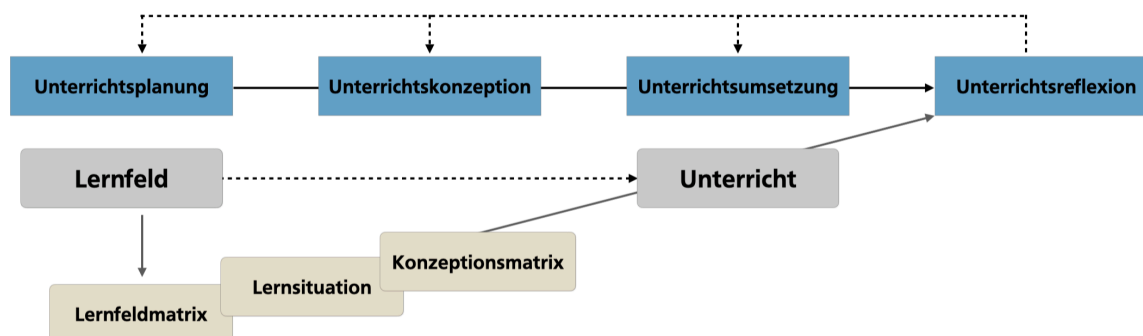 Unterrichtsplanung
Unterrichtskonzeption
Unterrichtsumsetzung
Unterrichtsreflexion
Lernfeld
Unterricht
Konzeptionsmatrix
Lernsituation
Lernfeldmatrix